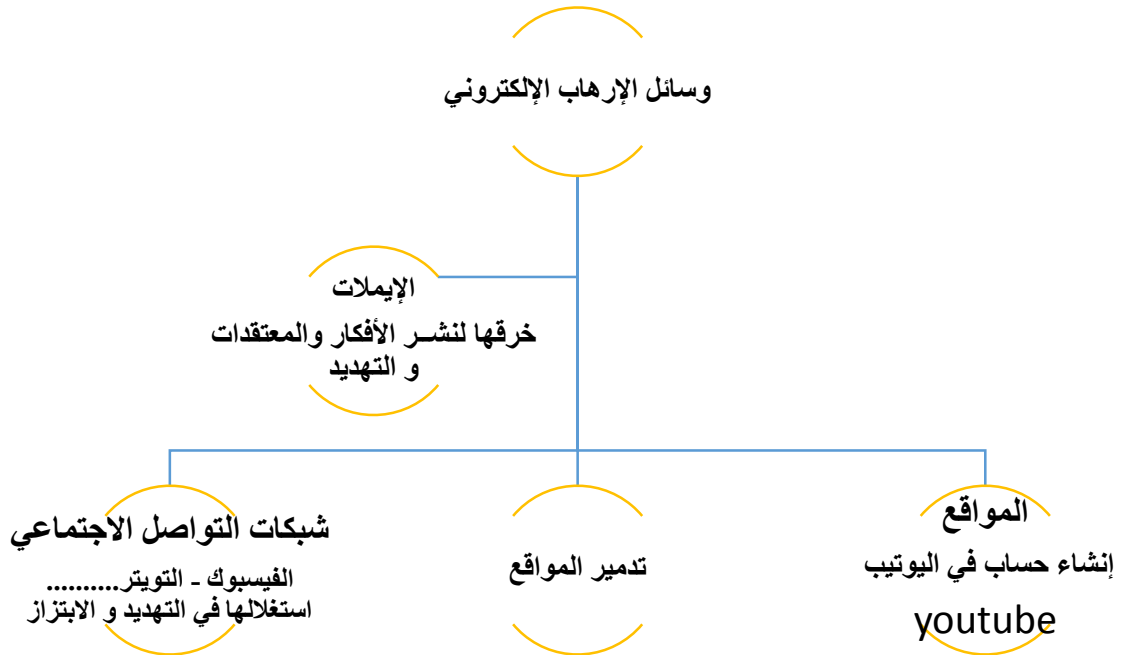 وسائل الإرهاب الإلكتروني
الإيملات
خرقها لنشر الأفكار والمعتقدات
و التهديد
المواقع
إنشاء حساب في اليوتيب
youtube
تدمير المواقع
شبكات التواصل الاجتماعي
الفيسبوك - التويتر..........
استغلالها في التهديد و الابتزاز